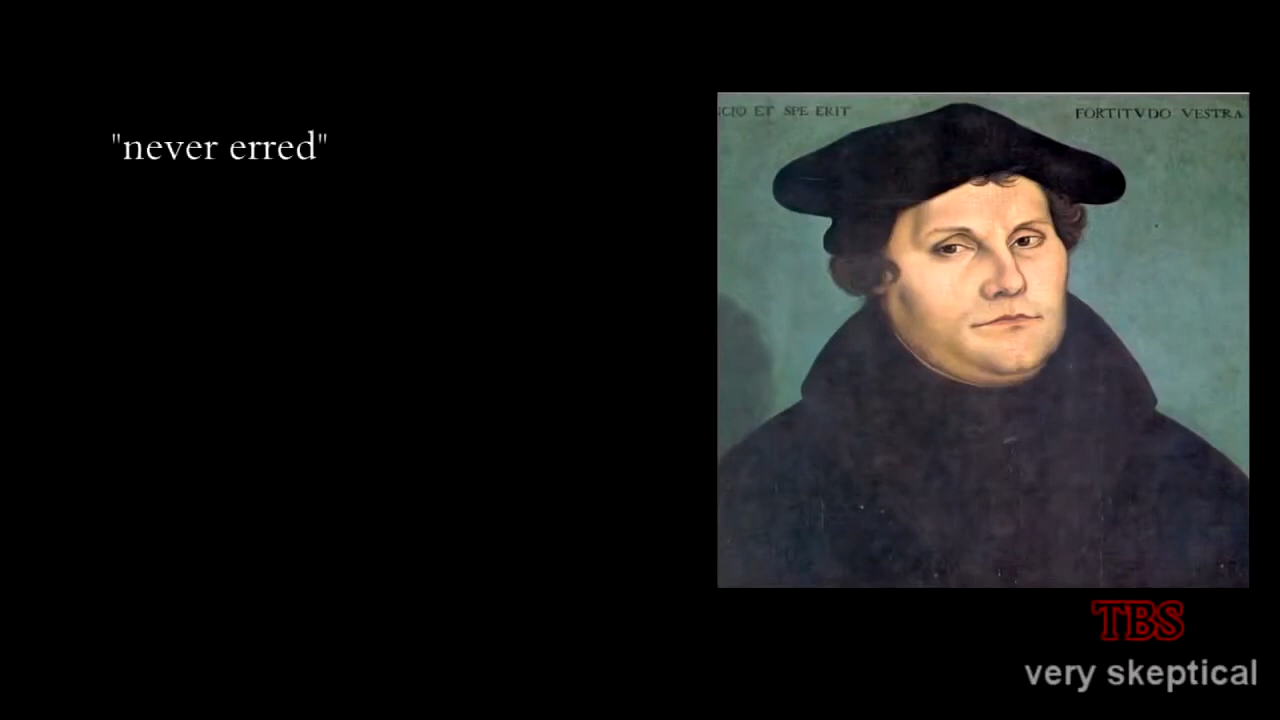 "never erred"
CIO ET SPE ERIT FORTITVDO VESTRA
TBS
very skeptical